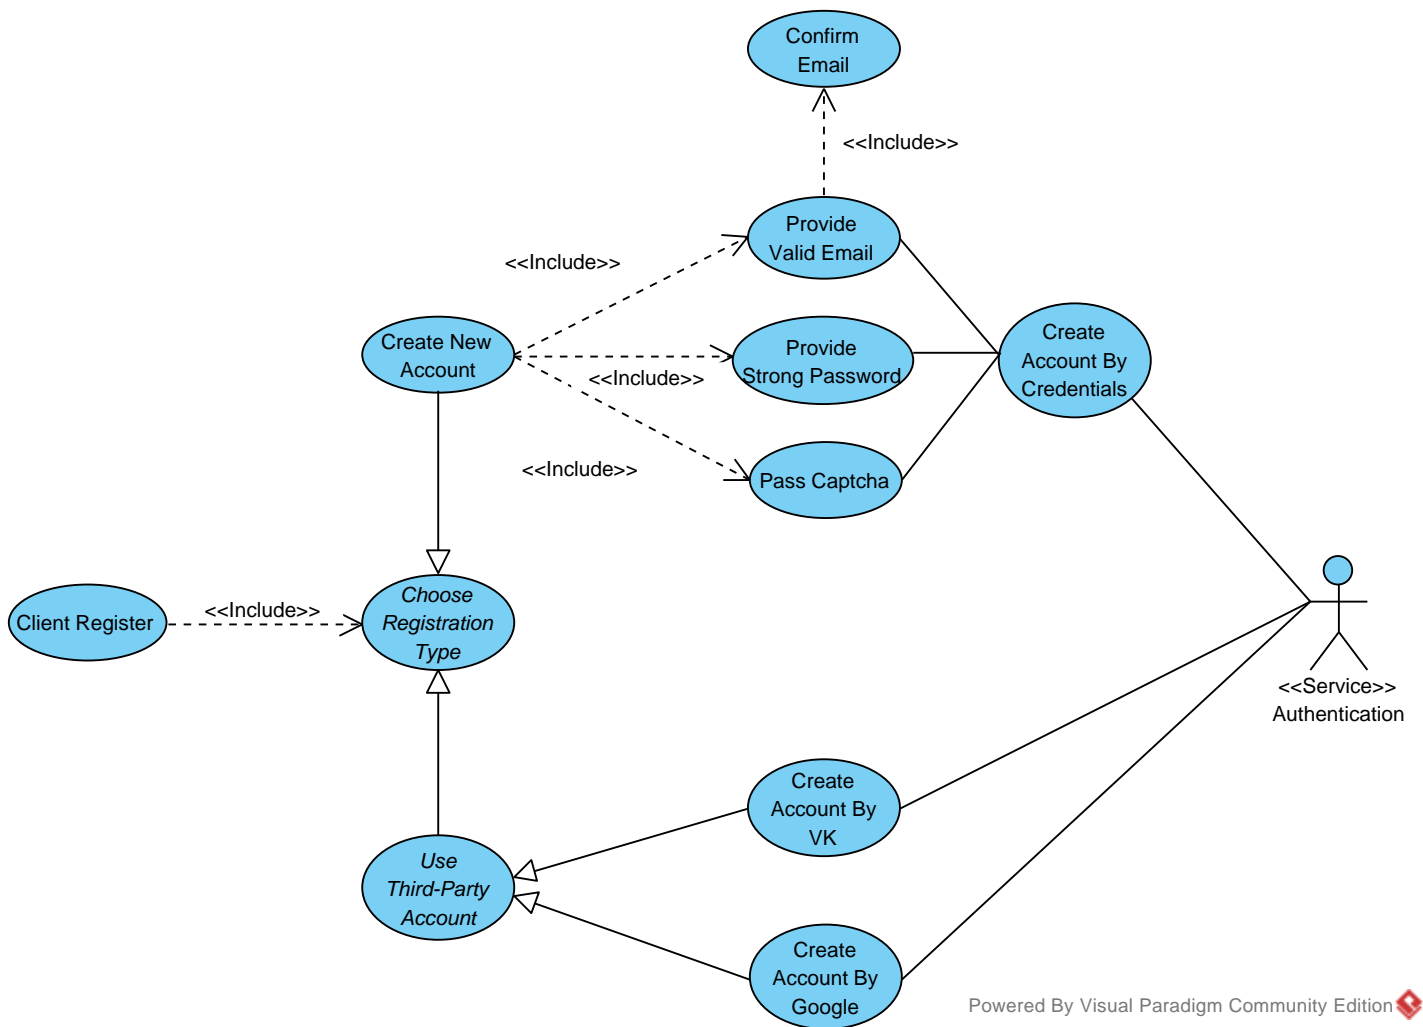 Confirm
Email
<<Include>>
Provide
Valid Email
<<Include>>
Create New
Account
Provide
Strong Password
<<Include>>
Create
Account By
Credentials
<<Include>>
Pass Captcha
Client Register
<<Include>>
Choose
Registration
Type
<<Service>>
Authentication
Create
Account By
VK
Use
Third-Party
Account
Create
Account By
Google
Powered By Visual Paradigm Community Edition